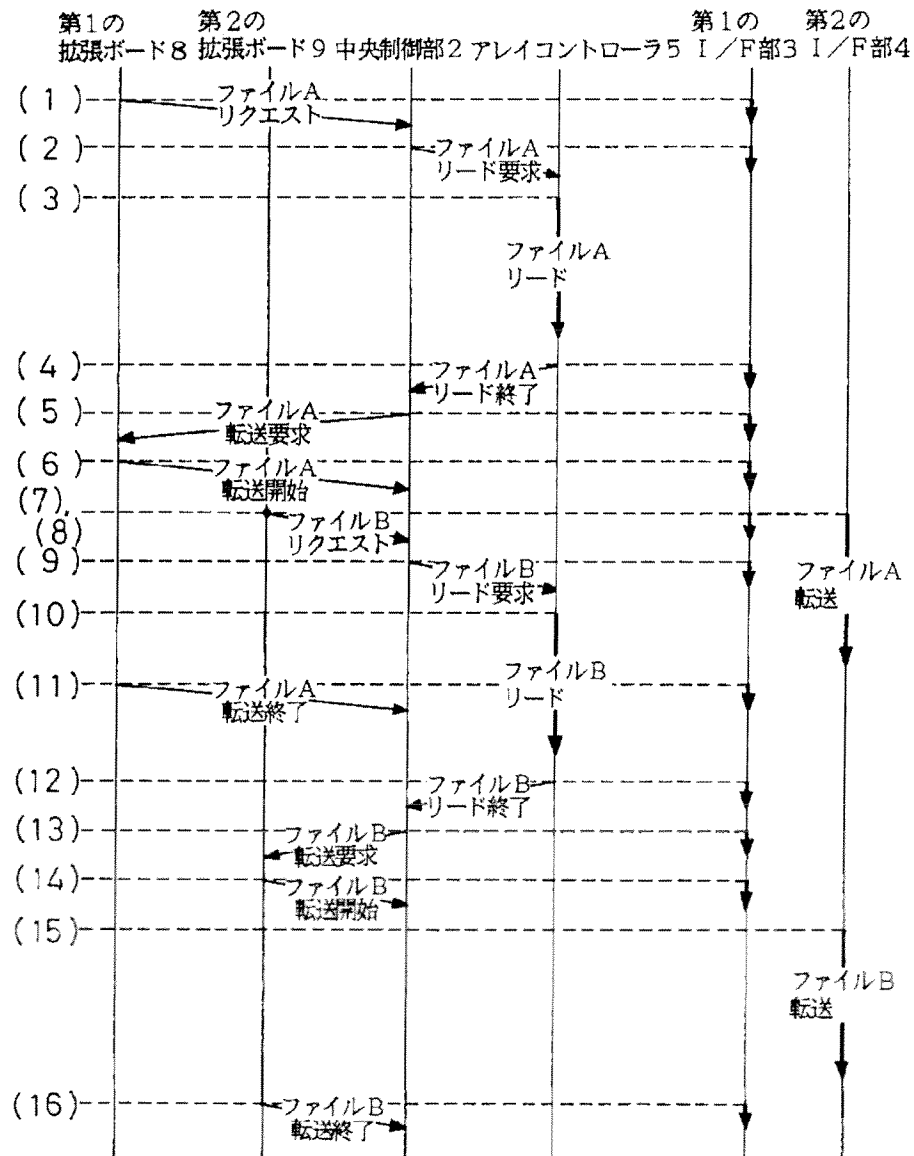 第1の 第2の 第1の 第2の
拡張ボード8 拡張ボード9 中央制御部2 アレイコントローラ5 I/F部3 I/F部4
(1)
ファイルA
リクエスト
(2)
ファイルA
リード要求
(3)
ファイルA
リード
(4)
ファイルA
リード終了
(5)
ファイルA
転送要求
(6)
ファイルA
転送開始
(7)
(8)
ファイルB
リクエスト
(9)
ファイルB
リード要求
ファイルA
転送
(10)
ファイルB
リード
(11)
ファイルA
転送終了
(12)
ファイルB
リード終了
(13)
ファイルB
転送要求
(14)
ファイルB
転送開始
(15)
ファイルB
転送
(16)
ファイルB
転送終了